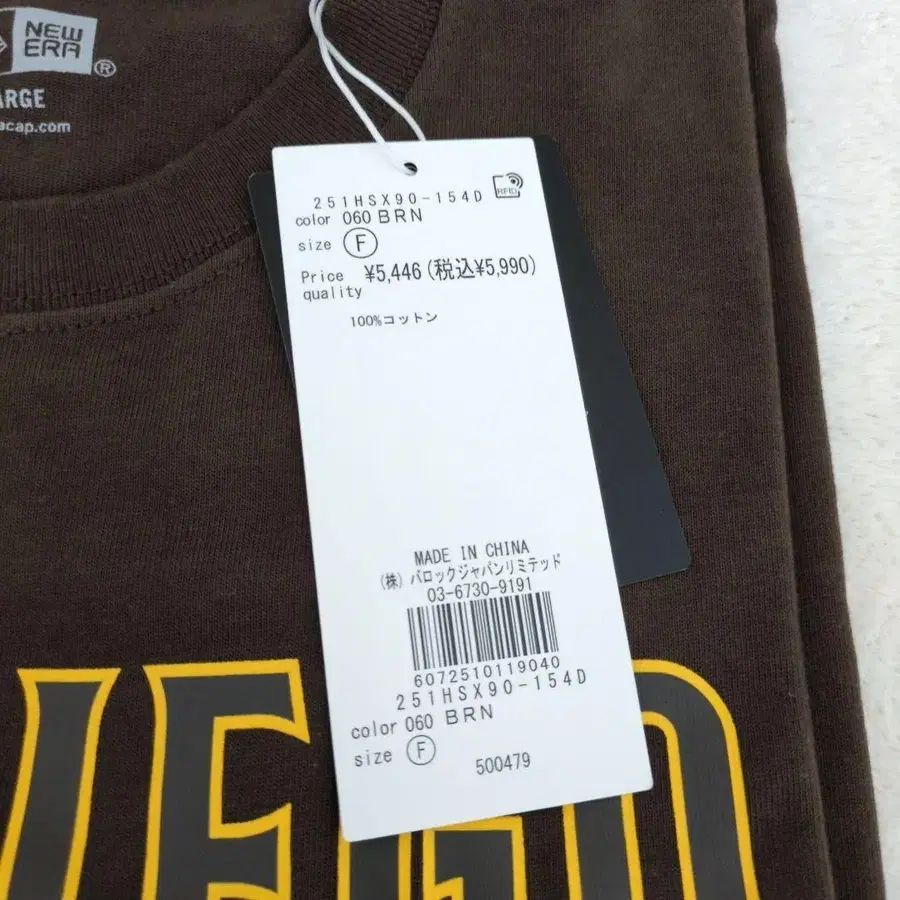 NEW
ERA
®
ARGE
acap.com
251HSX90-154D
RFID
color 060 BRN
size F
Price ¥5,446(税込¥5,990)
quality
100%コットン
MADE IN CHINA
(株)バロックジャパンリミテッド
03-6730-9191
6072510119040
251HSX90-154D
color 060 BRN
size F
500479
IEGO